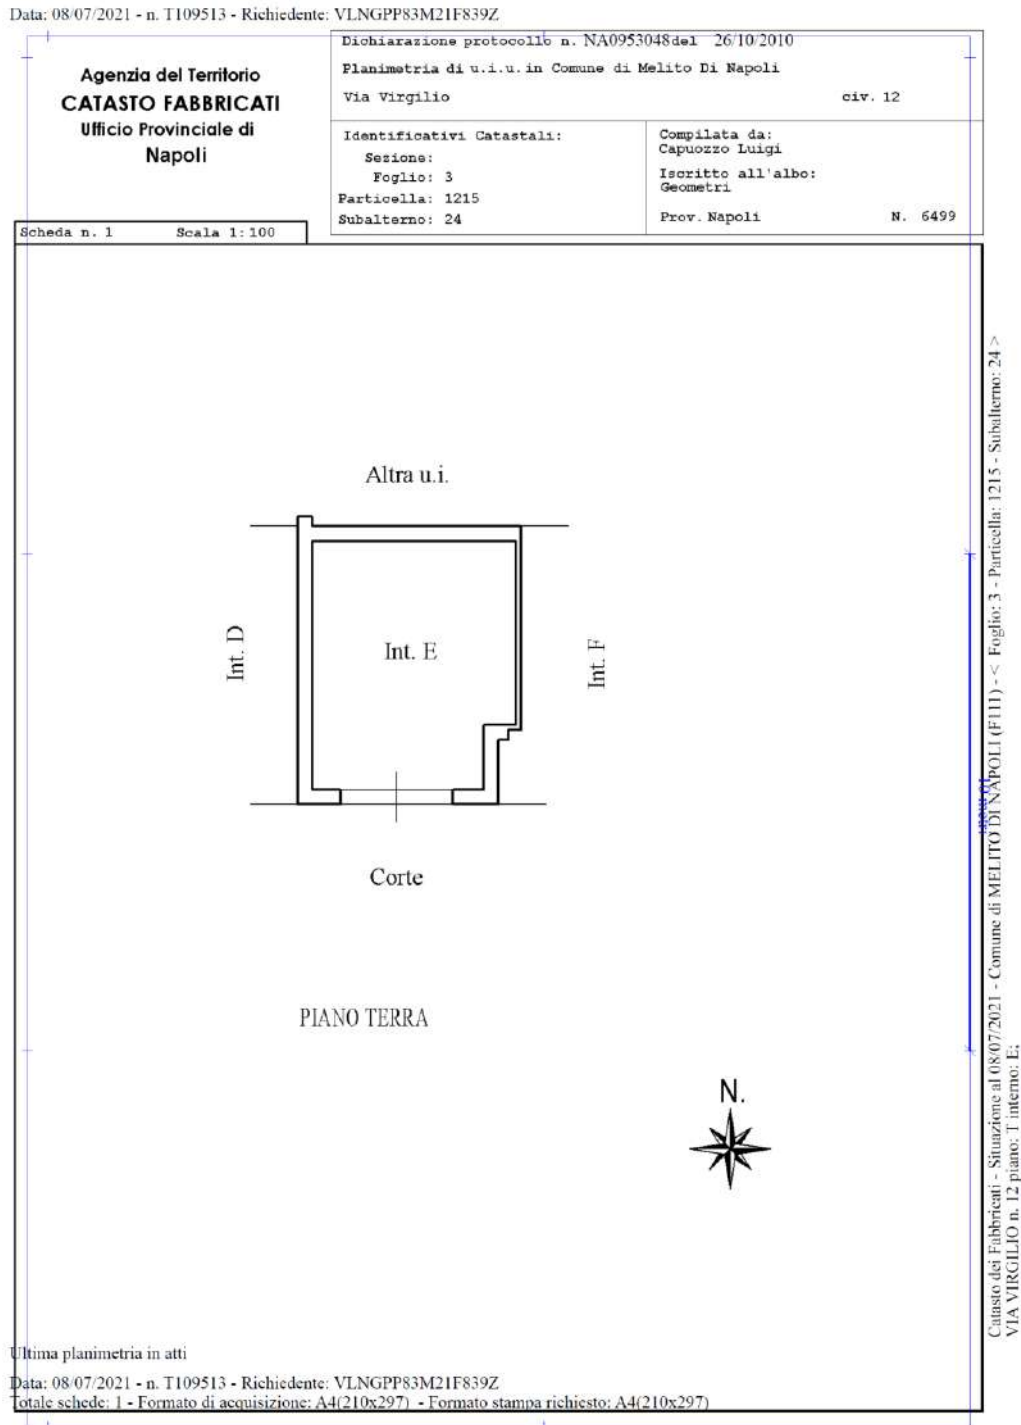 Data: 08/07/2021 - n. T109513 - Richiedente: VLNGPP83M21F839Z
Agenzia del Territorio
CATASTO FABBRICATI
Ufficio Provinciale di
Napoli
Dichiarazione protocollo n. NA0953048del 26/10/2010
Planimetria di u.i.u. in Comune di Melito Di Napoli
Via Virgilio civ. 12
Identificativi Catastali:
Sezione:
Foglio: 3
Particella: 1215
Subalterno: 24
Compilata da:
Capuozzo Luigi
Iscritto all'albo:
Geometri
Prov. Napoli N. 6499
Scheda n. 1 Scala 1:100
Altra u.i.
Int. D
Int. E
Int. F
Corte
PIANO TERRA
N.
10 metri
Catasto dei Fabbricati - Situazione al 08/07/2021 - Comune di MELITO DI NAPOLI (F111) - < Foglio: 3 - Particella: 1215 - Subalterno: 24 >
VIA VIRGILIO n. 12 piano: T interno: E;
Ultima planimetria in atti
Data: 08/07/2021 - n. T109513 - Richiedente: VLNGPP83M21F839Z
Totale schede: 1 - Formato di acquisizione: A4(210x297) - Formato stampa richiesto: A4(210x297)